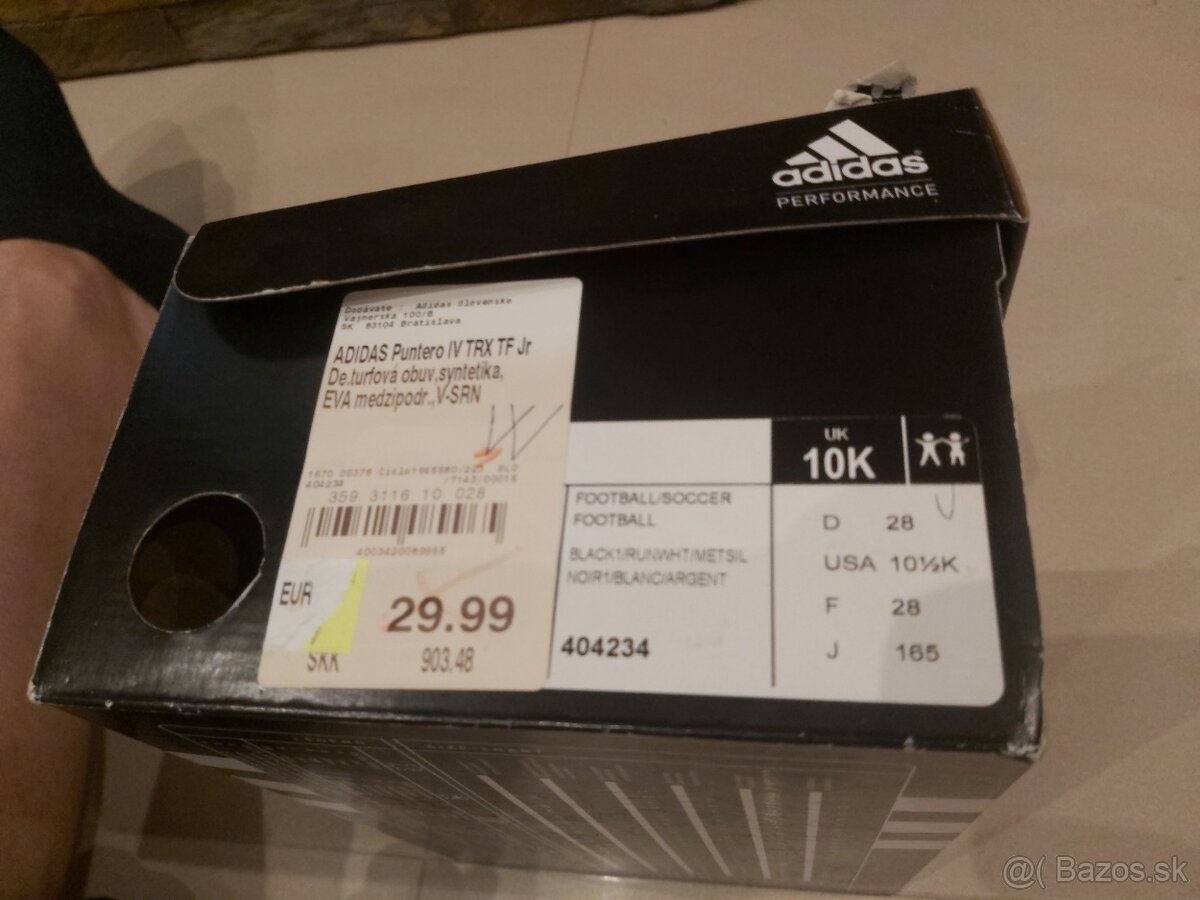 adidas
PERFORMANCE
Dodávate : Adidas Slovensko
Vajnorska 100/B
SK 83104 Bratislava
ADIDAS Puntero IV TRX TF Jr
De.turfová obuv,syntetika,
EVA medzipodr.,V-SRN
404234
359 3116 10 028
EUR 29.99
SKK 903.48
UK
10K
FOOTBALL/SOCCER
FOOTBALL
BLACK1/RUNWHT/METSIL
NOIR1/BLANC/ARGENT
404234
D 28
USA 10½K
F 28
J 165
@( Bazos.sk